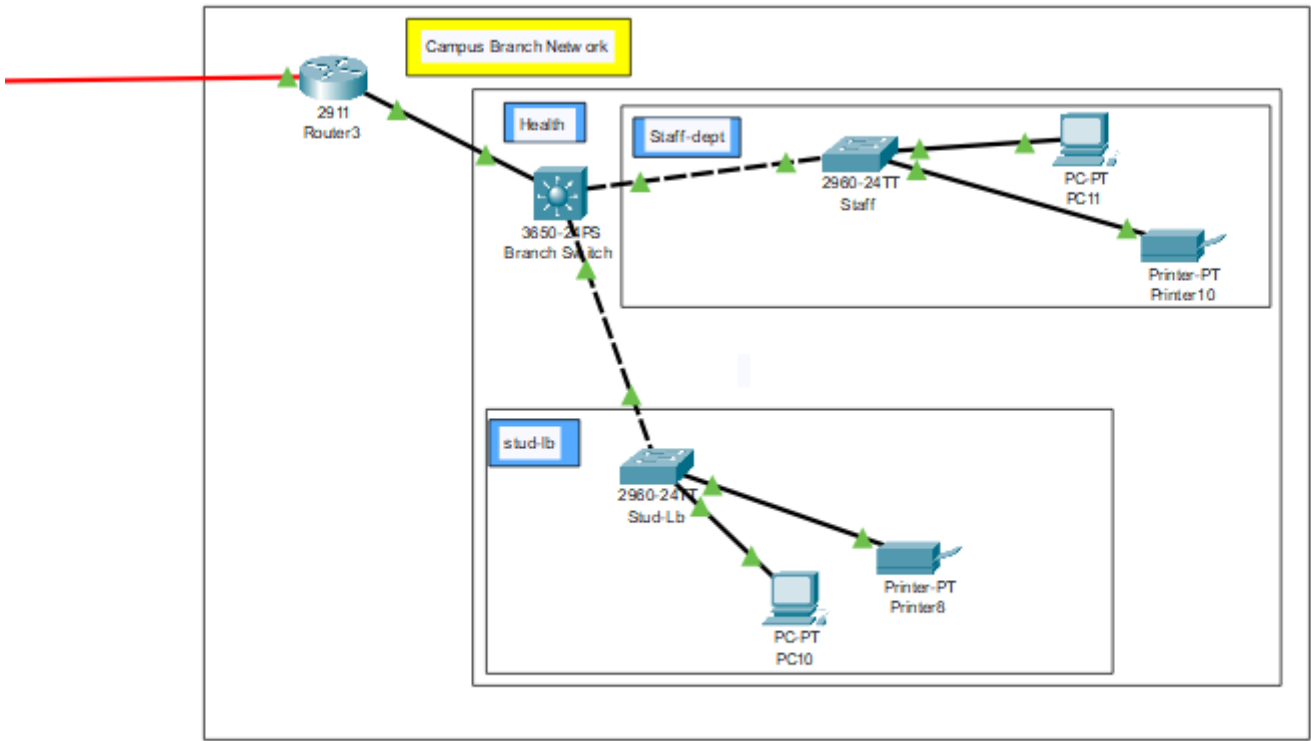 Campus Branch Network
2911
Router3
Health
Staff-dept
2960-24TT
Staff
PC-PT
PC11
3650-24PS
Branch Switch
Printer-PT
Printer10
stud-lb
2960-24TT
Stud-Lb
Printer-PT
Printer8
PC-PT
PC10